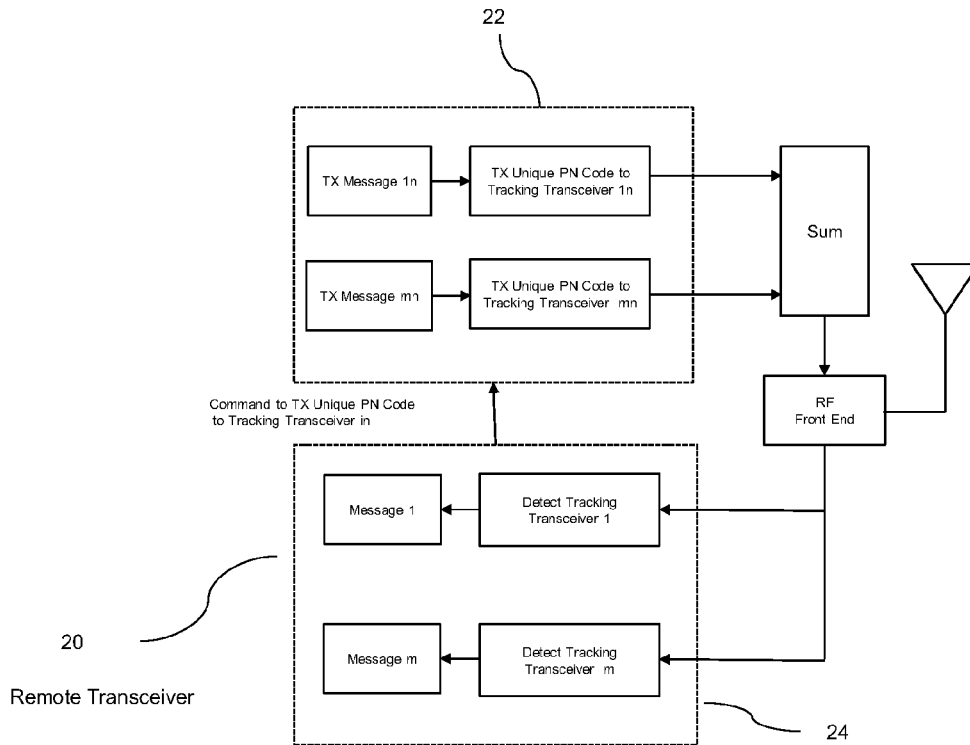 22
TX Message 1n
TX Unique PN Code to
Tracking Transceiver 1n
Sum
TX Message mn
TX Unique PN Code to
Tracking Transceiver mn
RF
Front End
Command to TX Unique PN Code
to Tracking Transceiver in
Message 1
Detect Tracking
Transceiver 1
Message m
Detect Tracking
Transceiver m
20
Remote Transceiver
24